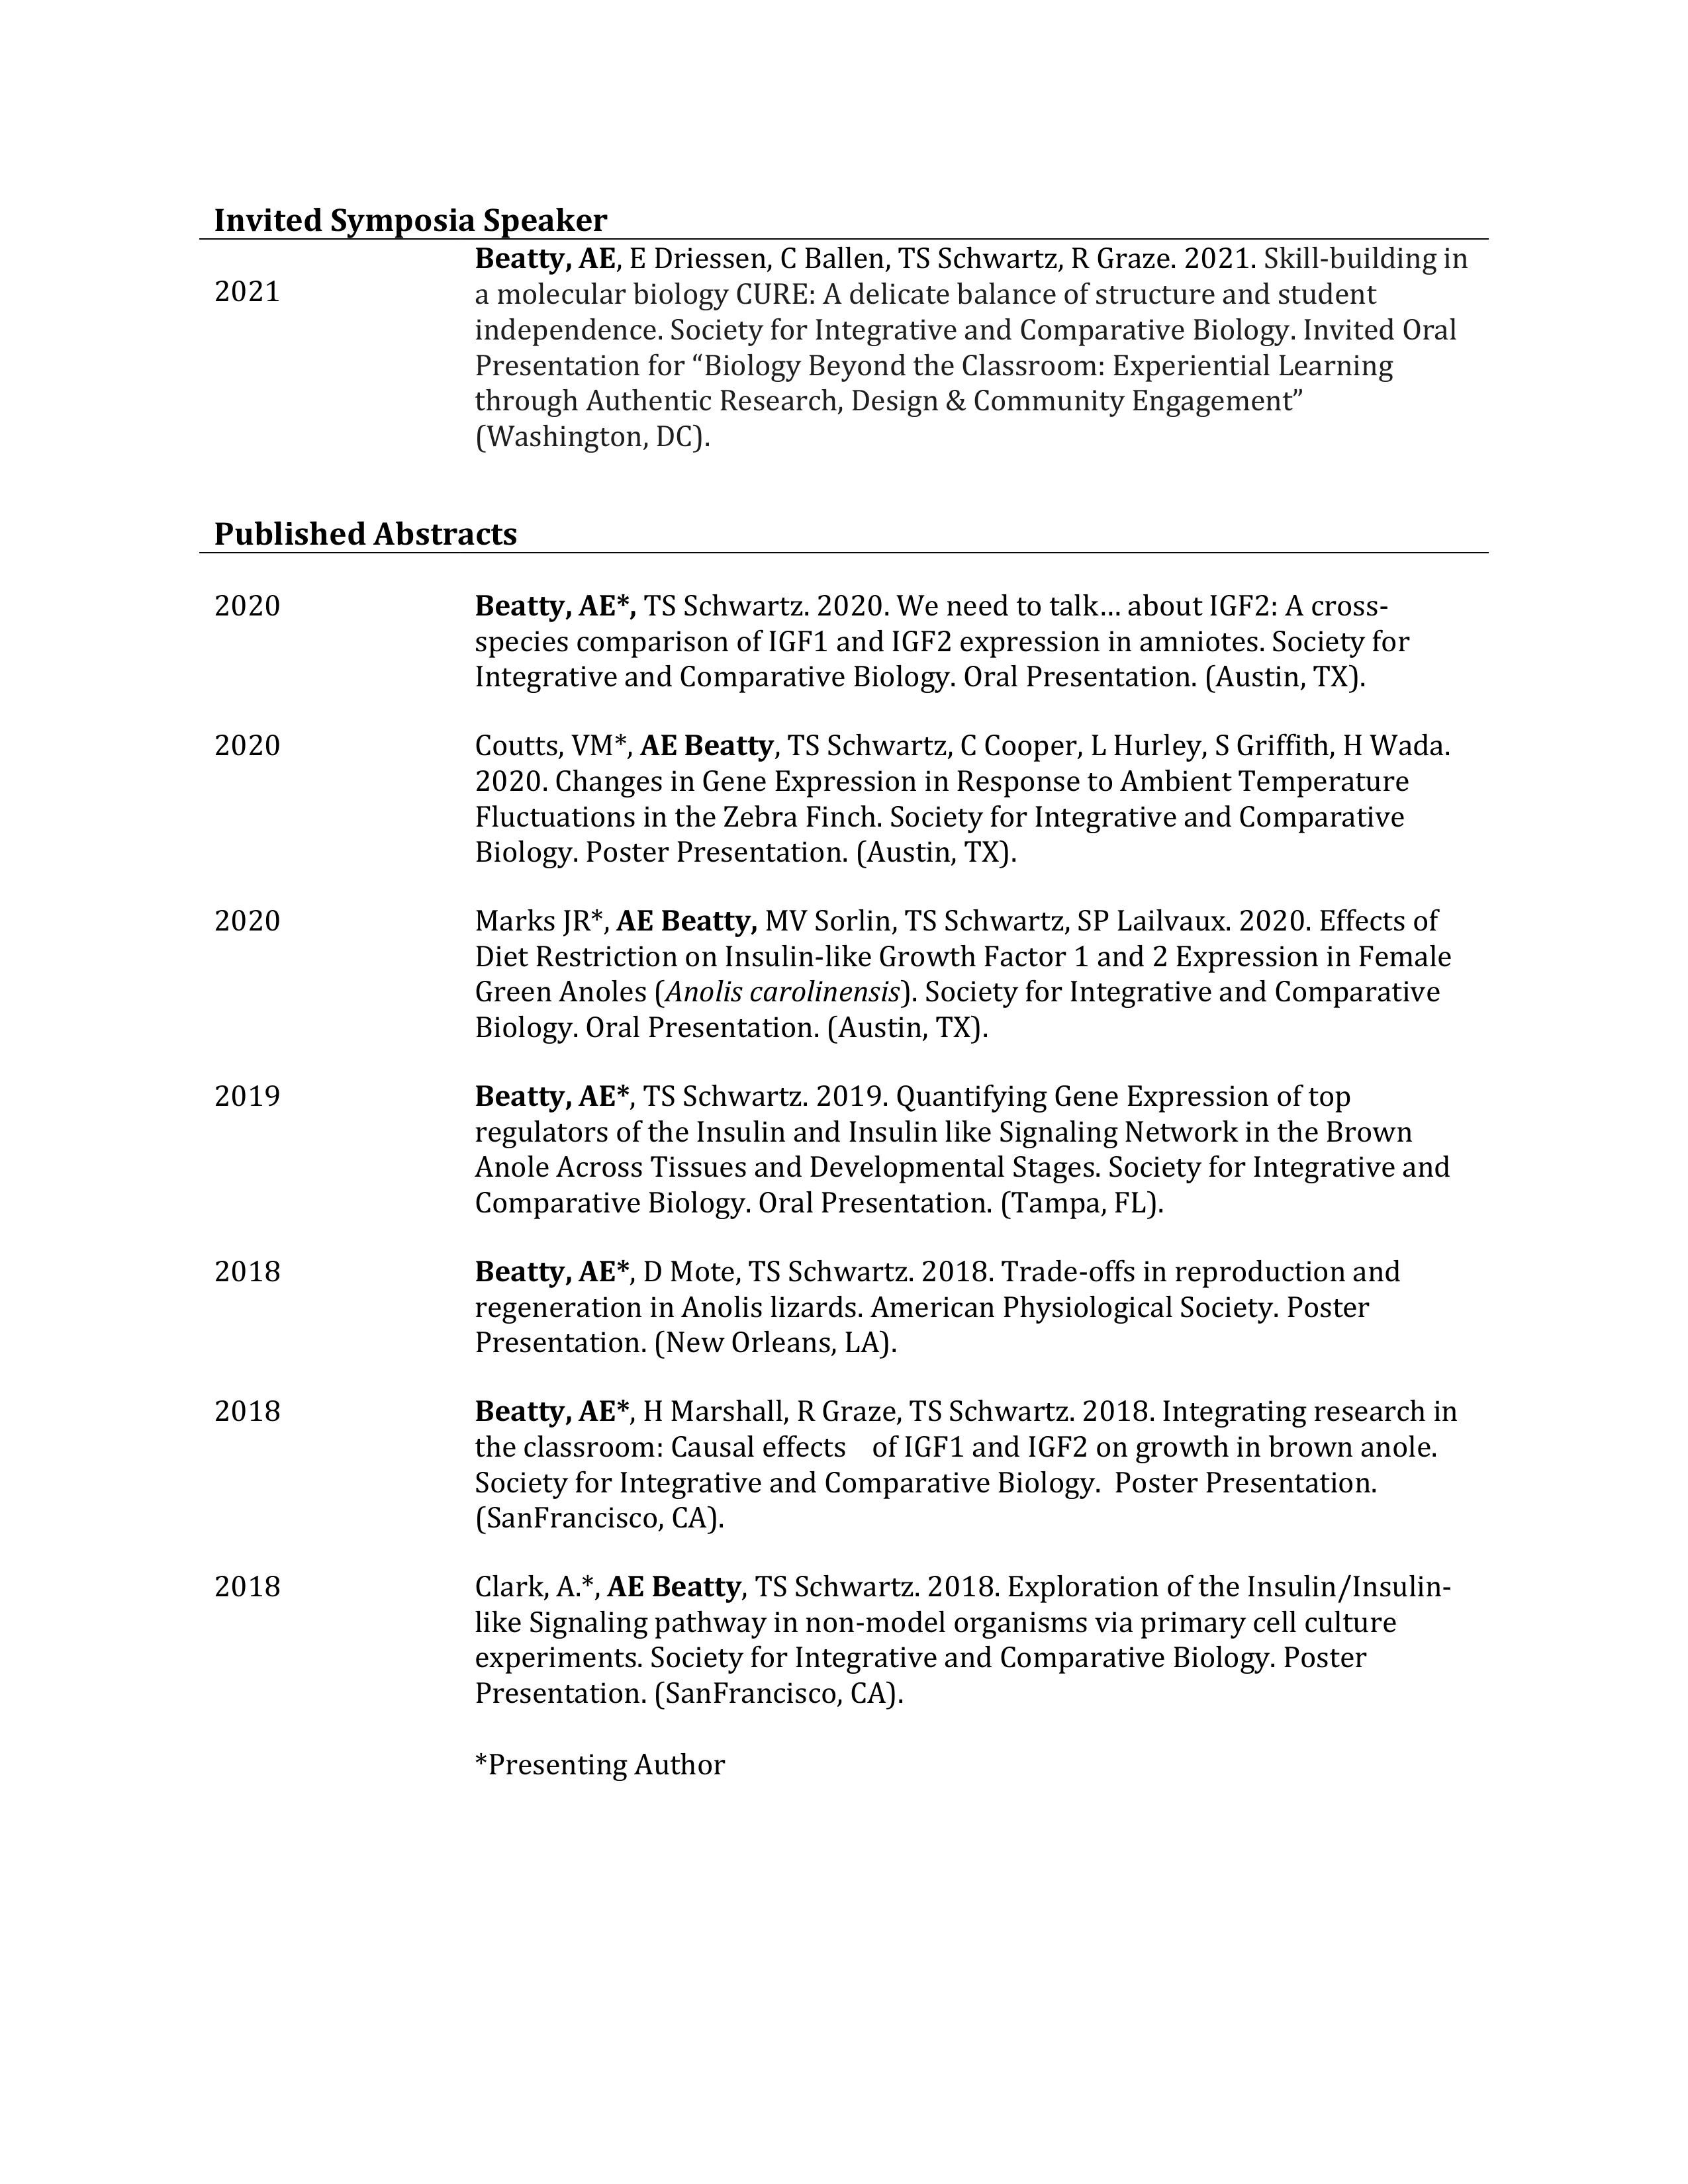 Invited Symposia Speaker
2021
Beatty, AE, E Driessen, C Ballen, TS Schwartz, R Graze. 2021. Skill-building in
a molecular biology CURE: A delicate balance of structure and student
independence. Society for Integrative and Comparative Biology. Invited Oral
Presentation for “Biology Beyond the Classroom: Experiential Learning
through Authentic Research, Design & Community Engagement”
(Washington, DC).
Published Abstracts
2020
Beatty, AE*, TS Schwartz. 2020. We need to talk… about IGF2: A cross-
species comparison of IGF1 and IGF2 expression in amniotes. Society for
Integrative and Comparative Biology. Oral Presentation. (Austin, TX).
2020
Coutts, VM*, AE Beatty, TS Schwartz, C Cooper, L Hurley, S Griffith, H Wada.
2020. Changes in Gene Expression in Response to Ambient Temperature
Fluctuations in the Zebra Finch. Society for Integrative and Comparative
Biology. Poster Presentation. (Austin, TX).
2020
Marks JR*, AE Beatty, MV Sorlin, TS Schwartz, SP Lailvaux. 2020. Effects of
Diet Restriction on Insulin-like Growth Factor 1 and 2 Expression in Female
Green Anoles (Anolis carolinensis). Society for Integrative and Comparative
Biology. Oral Presentation. (Austin, TX).
2019
Beatty, AE*, TS Schwartz. 2019. Quantifying Gene Expression of top
regulators of the Insulin and Insulin like Signaling Network in the Brown
Anole Across Tissues and Developmental Stages. Society for Integrative and
Comparative Biology. Oral Presentation. (Tampa, FL).
2018
Beatty, AE*, D Mote, TS Schwartz. 2018. Trade-offs in reproduction and
regeneration in Anolis lizards. American Physiological Society. Poster
Presentation. (New Orleans, LA).
2018
Beatty, AE*, H Marshall, R Graze, TS Schwartz. 2018. Integrating research in
the classroom: Causal effects of IGF1 and IGF2 on growth in brown anole.
Society for Integrative and Comparative Biology. Poster Presentation.
(SanFrancisco, CA).
2018
Clark, A.*, AE Beatty, TS Schwartz. 2018. Exploration of the Insulin/Insulin-
like Signaling pathway in non-model organisms via primary cell culture
experiments. Society for Integrative and Comparative Biology. Poster
Presentation. (SanFrancisco, CA).
*Presenting Author